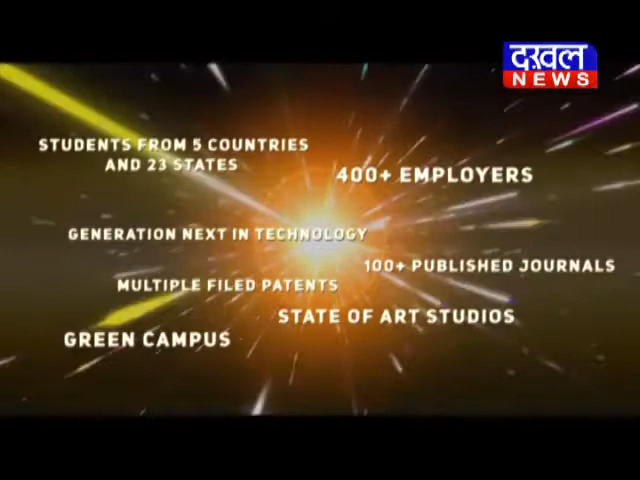 दख़ल
NEWS
STUDENTS FROM 5 COUNTRIES
AND 23 STATES
400+ EMPLOYERS
GENERATION NEXT IN TECHNOLOGY
100+ PUBLISHED JOURNALS
MULTIPLE FILED PATENTS
STATE OF ART STUDIOS
GREEN CAMPUS